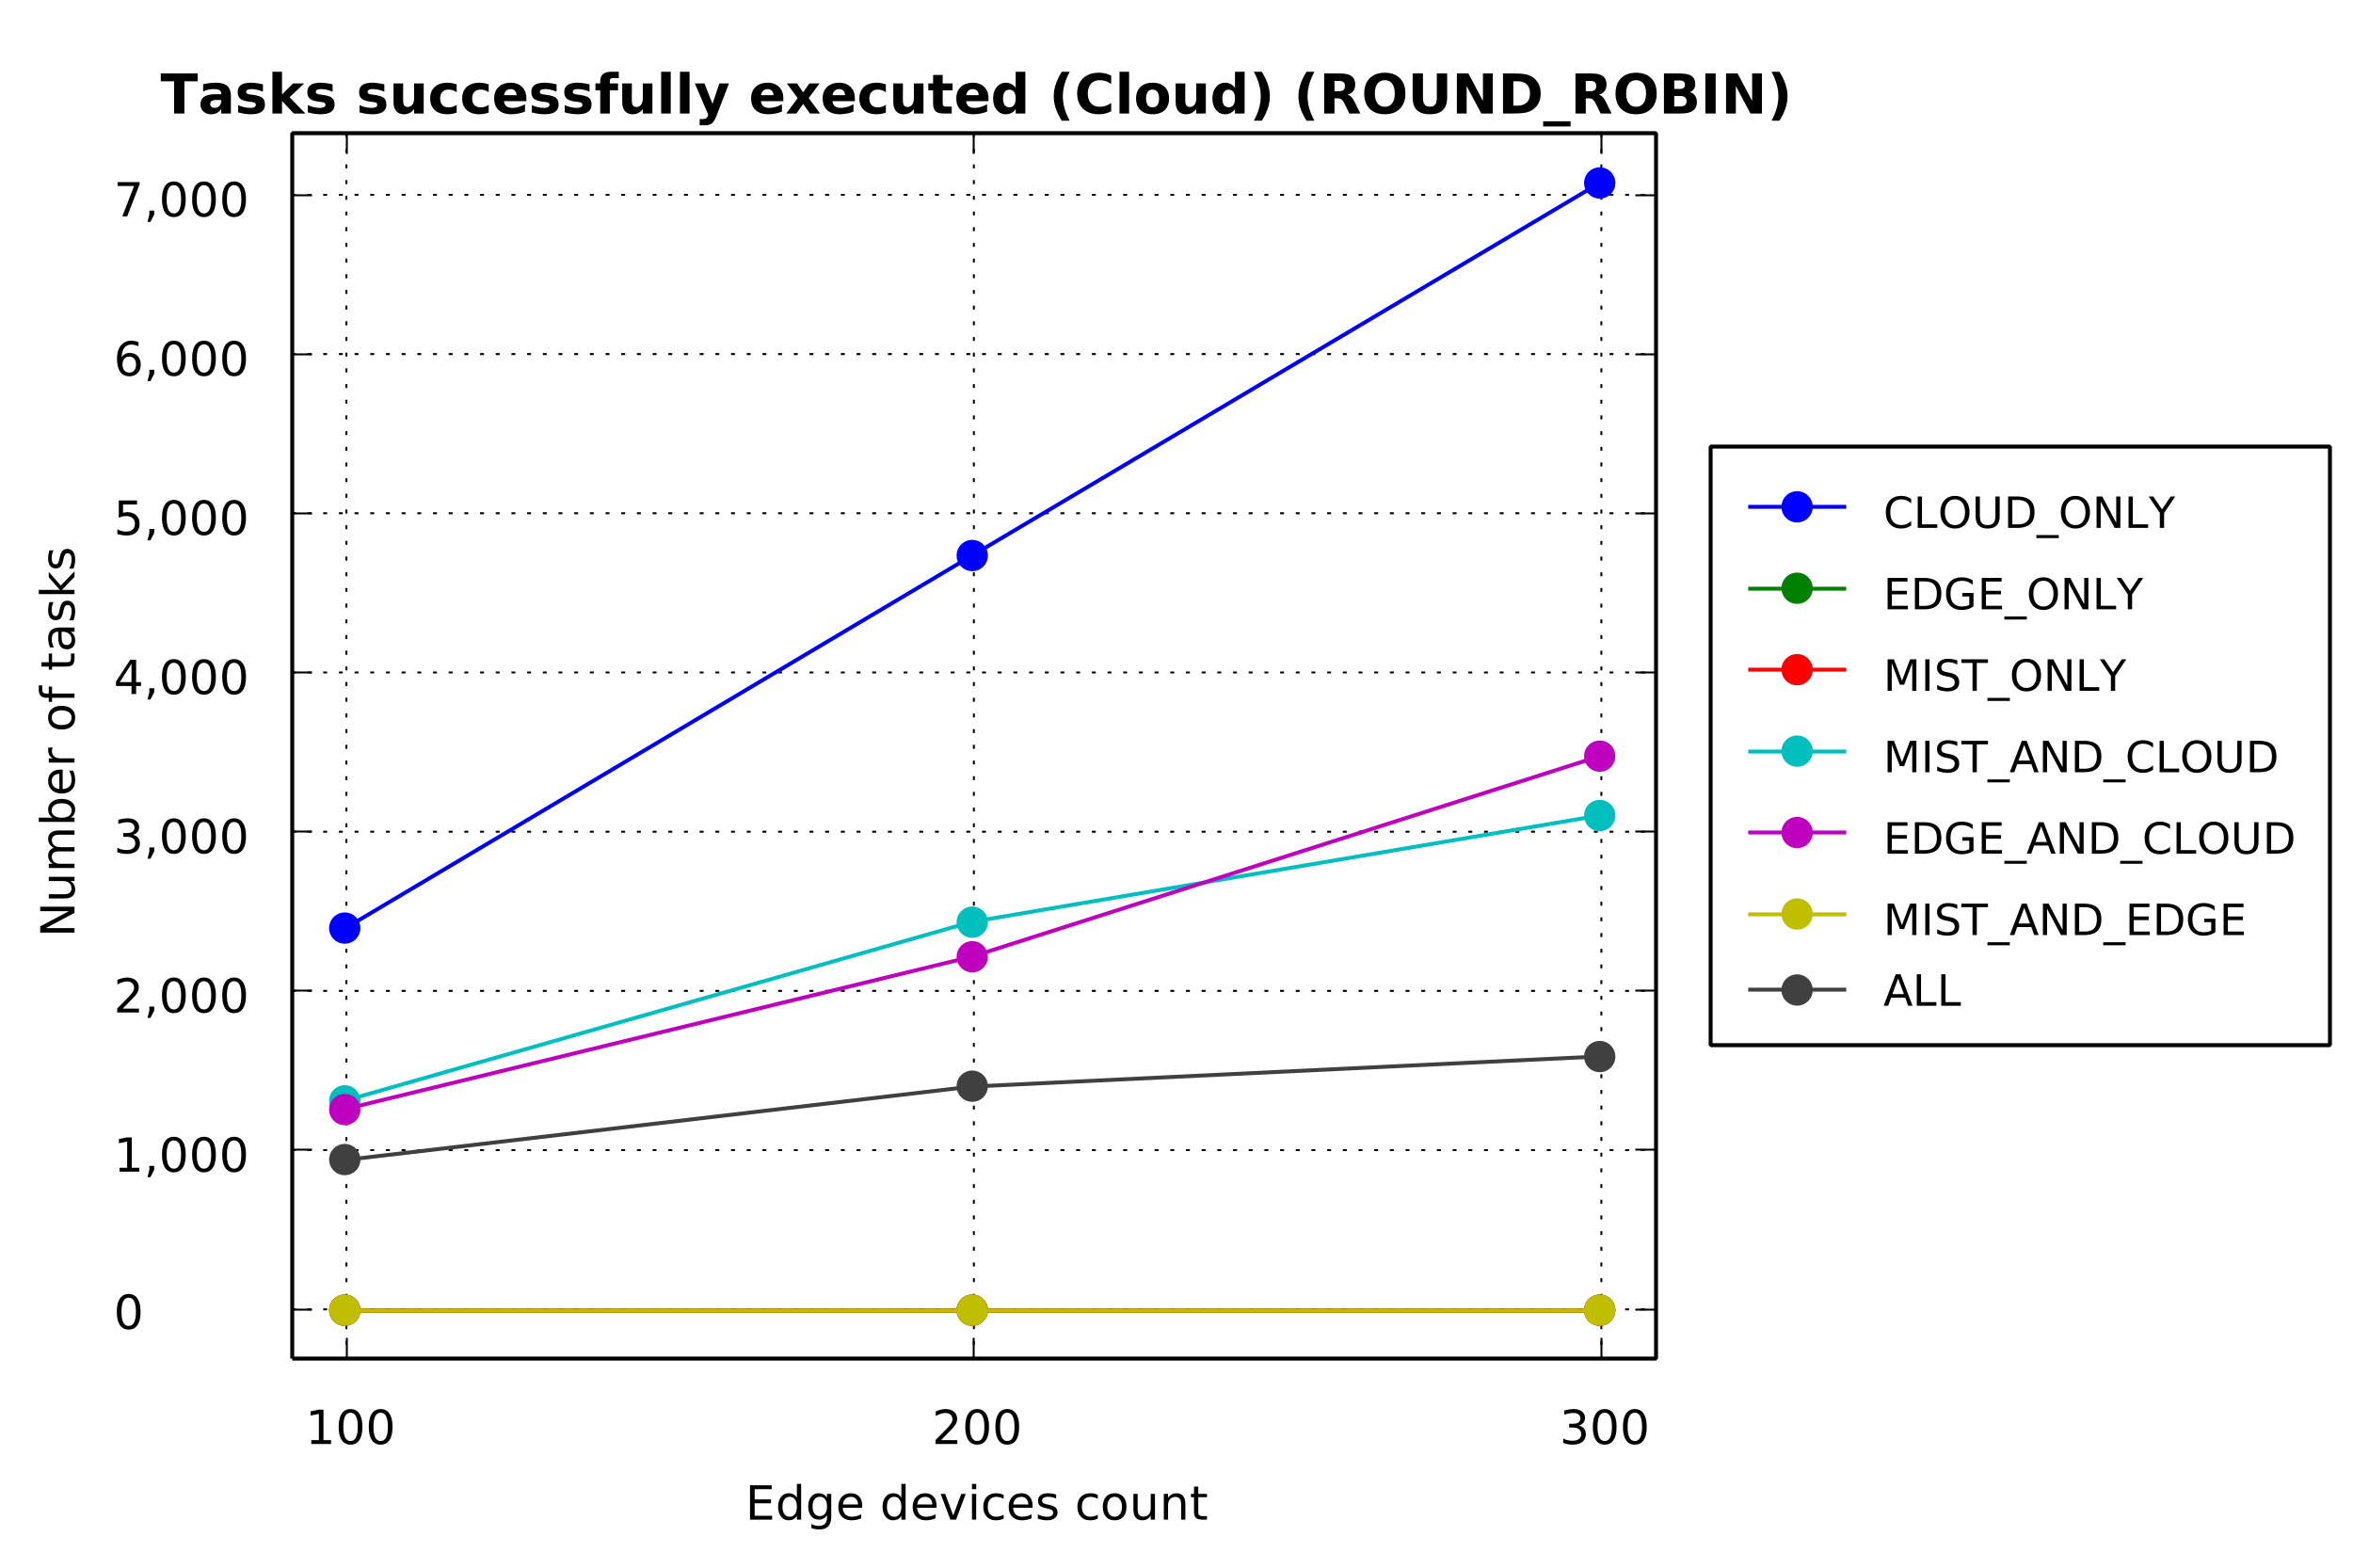 Tasks successfully executed (Cloud) (ROUND_ROBIN)
7,000
6,000
5,000
4,000
3,000
2,000
1,000
0
Number of tasks
100
200
300
Edge devices count
CLOUD_ONLY
EDGE_ONLY
MIST_ONLY
MIST_AND_CLOUD
EDGE_AND_CLOUD
MIST_AND_EDGE
ALL